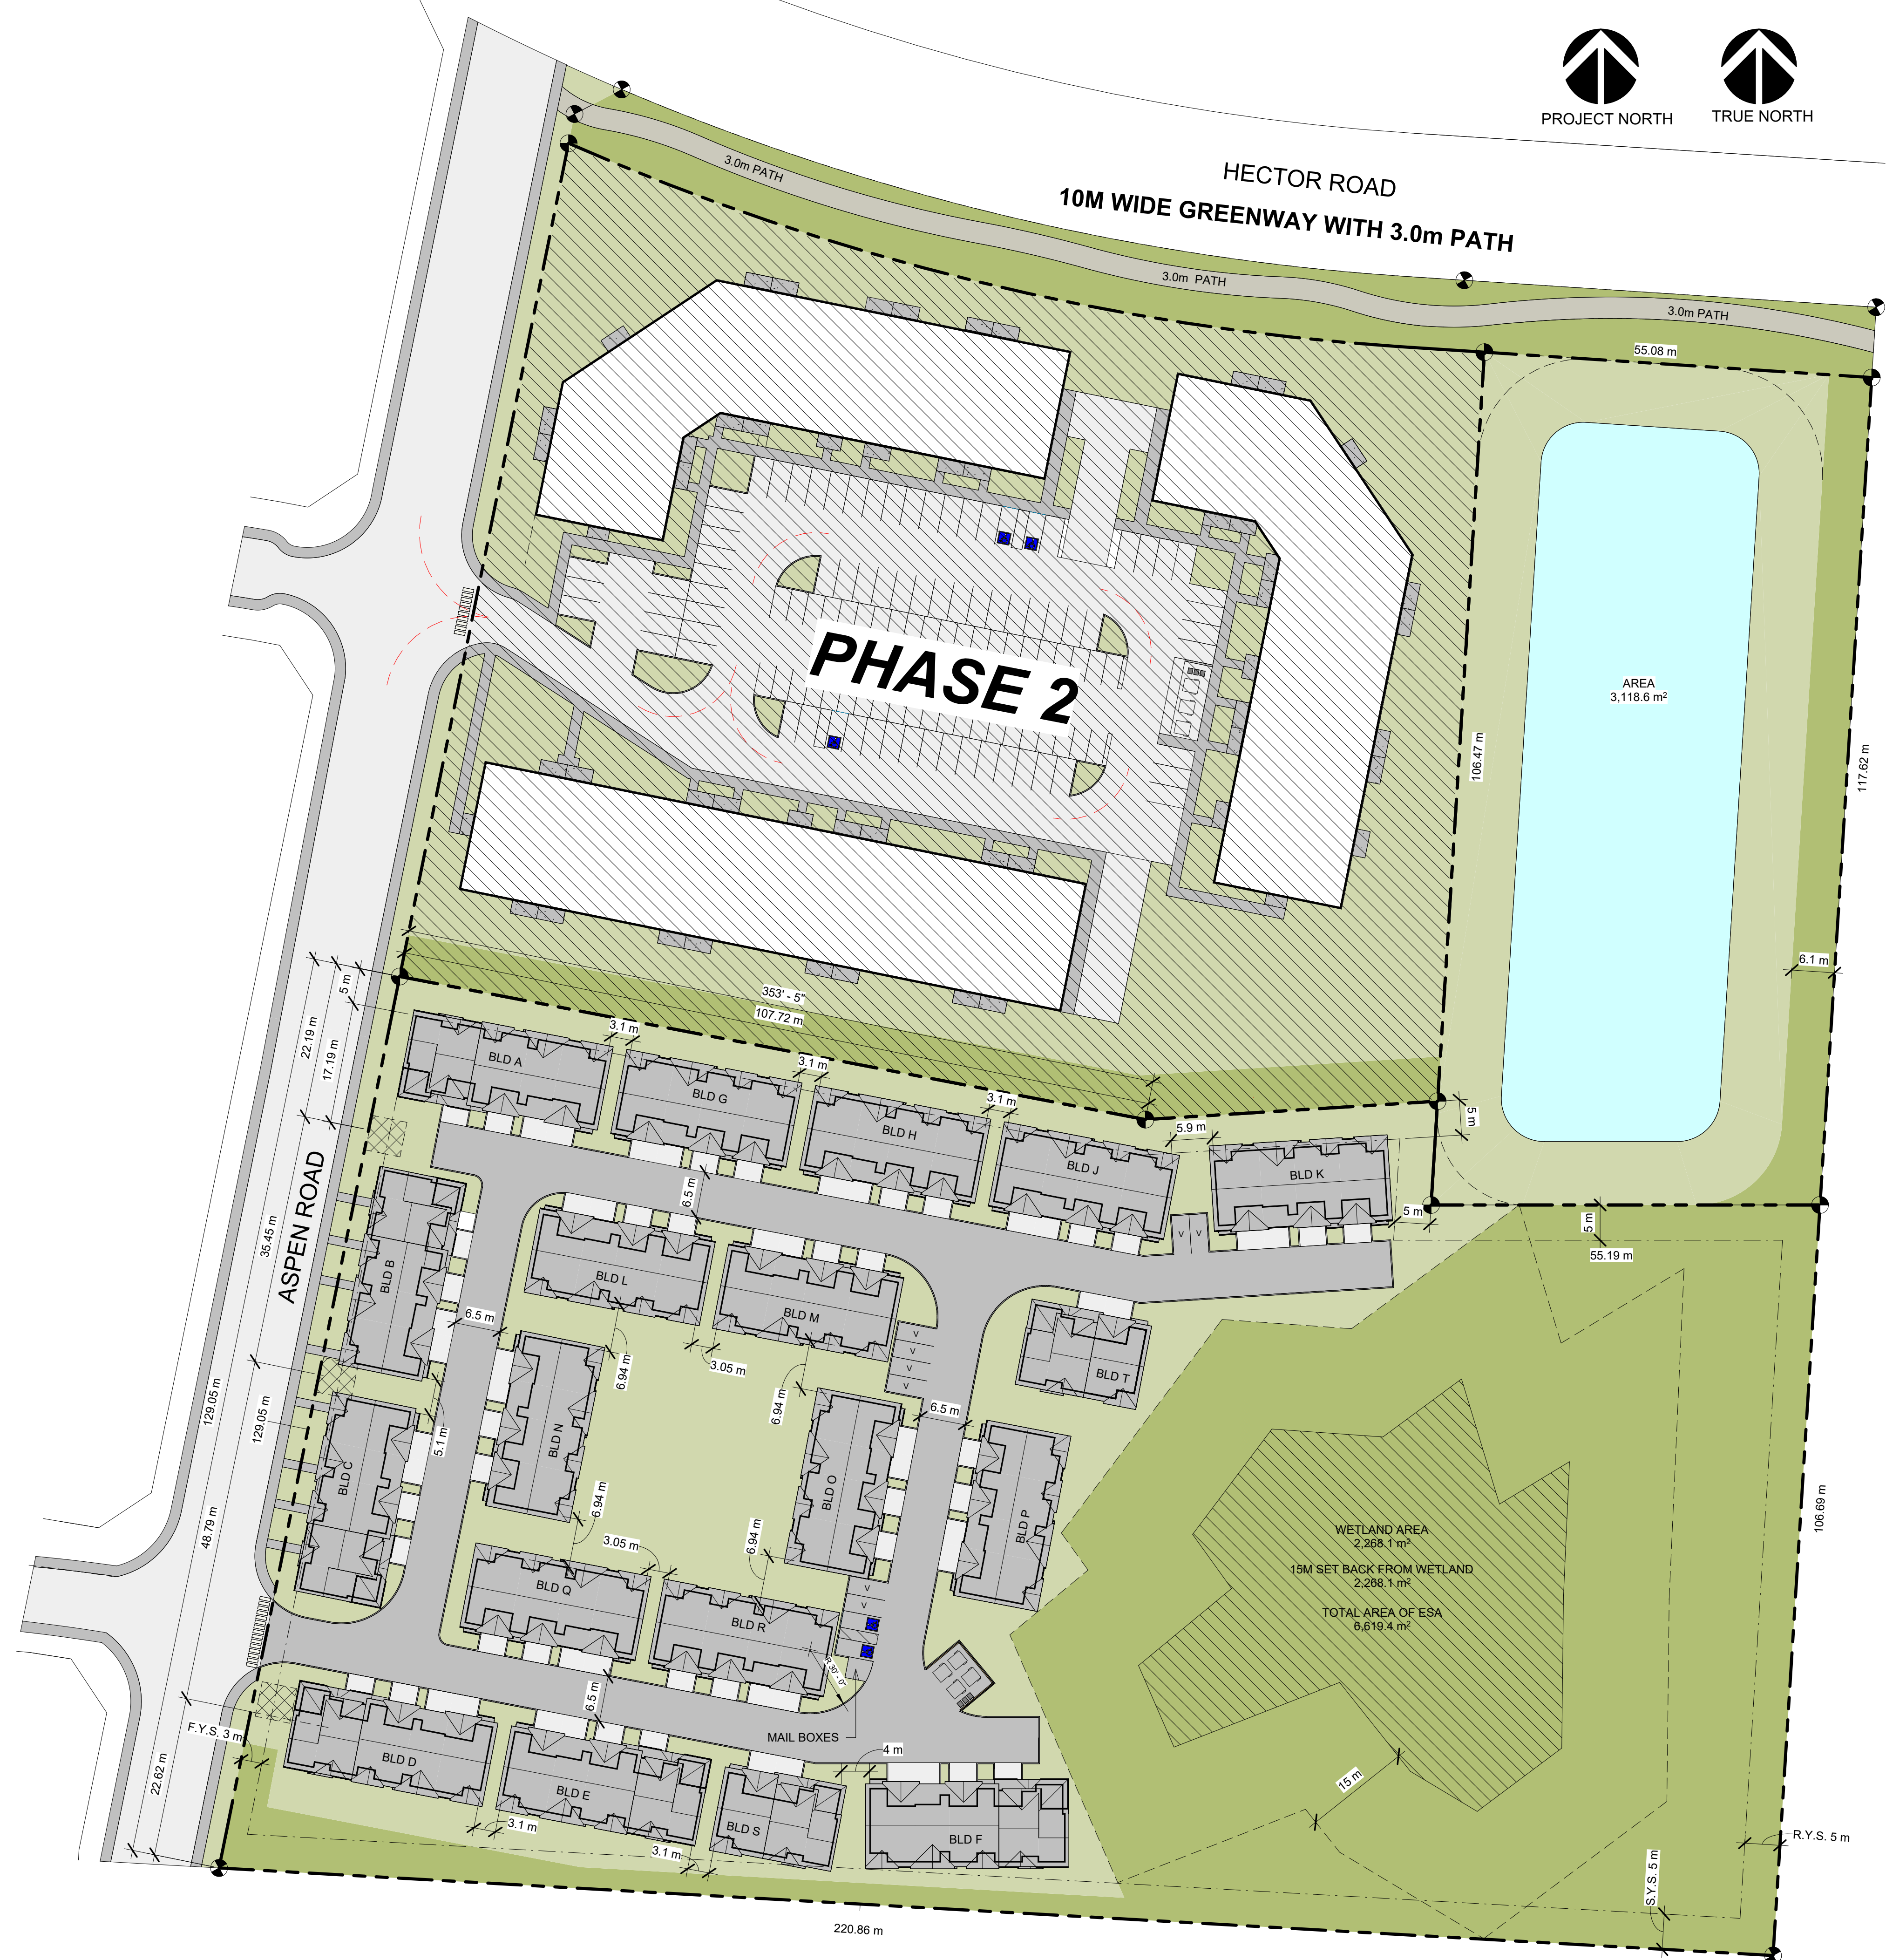 PROJECT NORTH
TRUE NORTH
HECTOR ROAD
10M WIDE GREENWAY WITH 3.0m PATH
3.0m PATH
3.0m PATH
3.0m PATH
55.08 m
PHASE 2
AREA
3,118.6 m²
106.47 m
117.62 m
6.1 m
353' - 5"
107.72 m
5 m
22.19 m
17.19 m
3.1 m
3.1 m
3.1 m
5.9 m
5 m
BLD A
BLD G
BLD H
BLD J
BLD K
5 m
5 m
55.19 m
ASPEN ROAD
35.45 m
129.05 m
129.05 m
48.79 m
22.62 m
6.5 m
V
V
BLD B
BLD L
BLD M
6.5 m
6.94 m
3.05 m
6.94 m
V
V
V
V
BLD T
6.5 m
5.1 m
BLD C
BLD N
BLD O
BLD P
6.94 m
3.05 m
6.94 m
BLD Q
BLD R
V
V
R 30' - 0"
6.5 m
MAIL BOXES
4 m
F.Y.S. 3 m
BLD D
BLD E
BLD S
BLD F
3.1 m
3.1 m
WETLAND AREA
2,268.1 m²
15M SET BACK FROM WETLAND
2,268.1 m²
TOTAL AREA OF ESA
6,619.4 m²
106.69 m
15 m
R.Y.S. 5 m
S.Y.S. 5 m
220.86 m